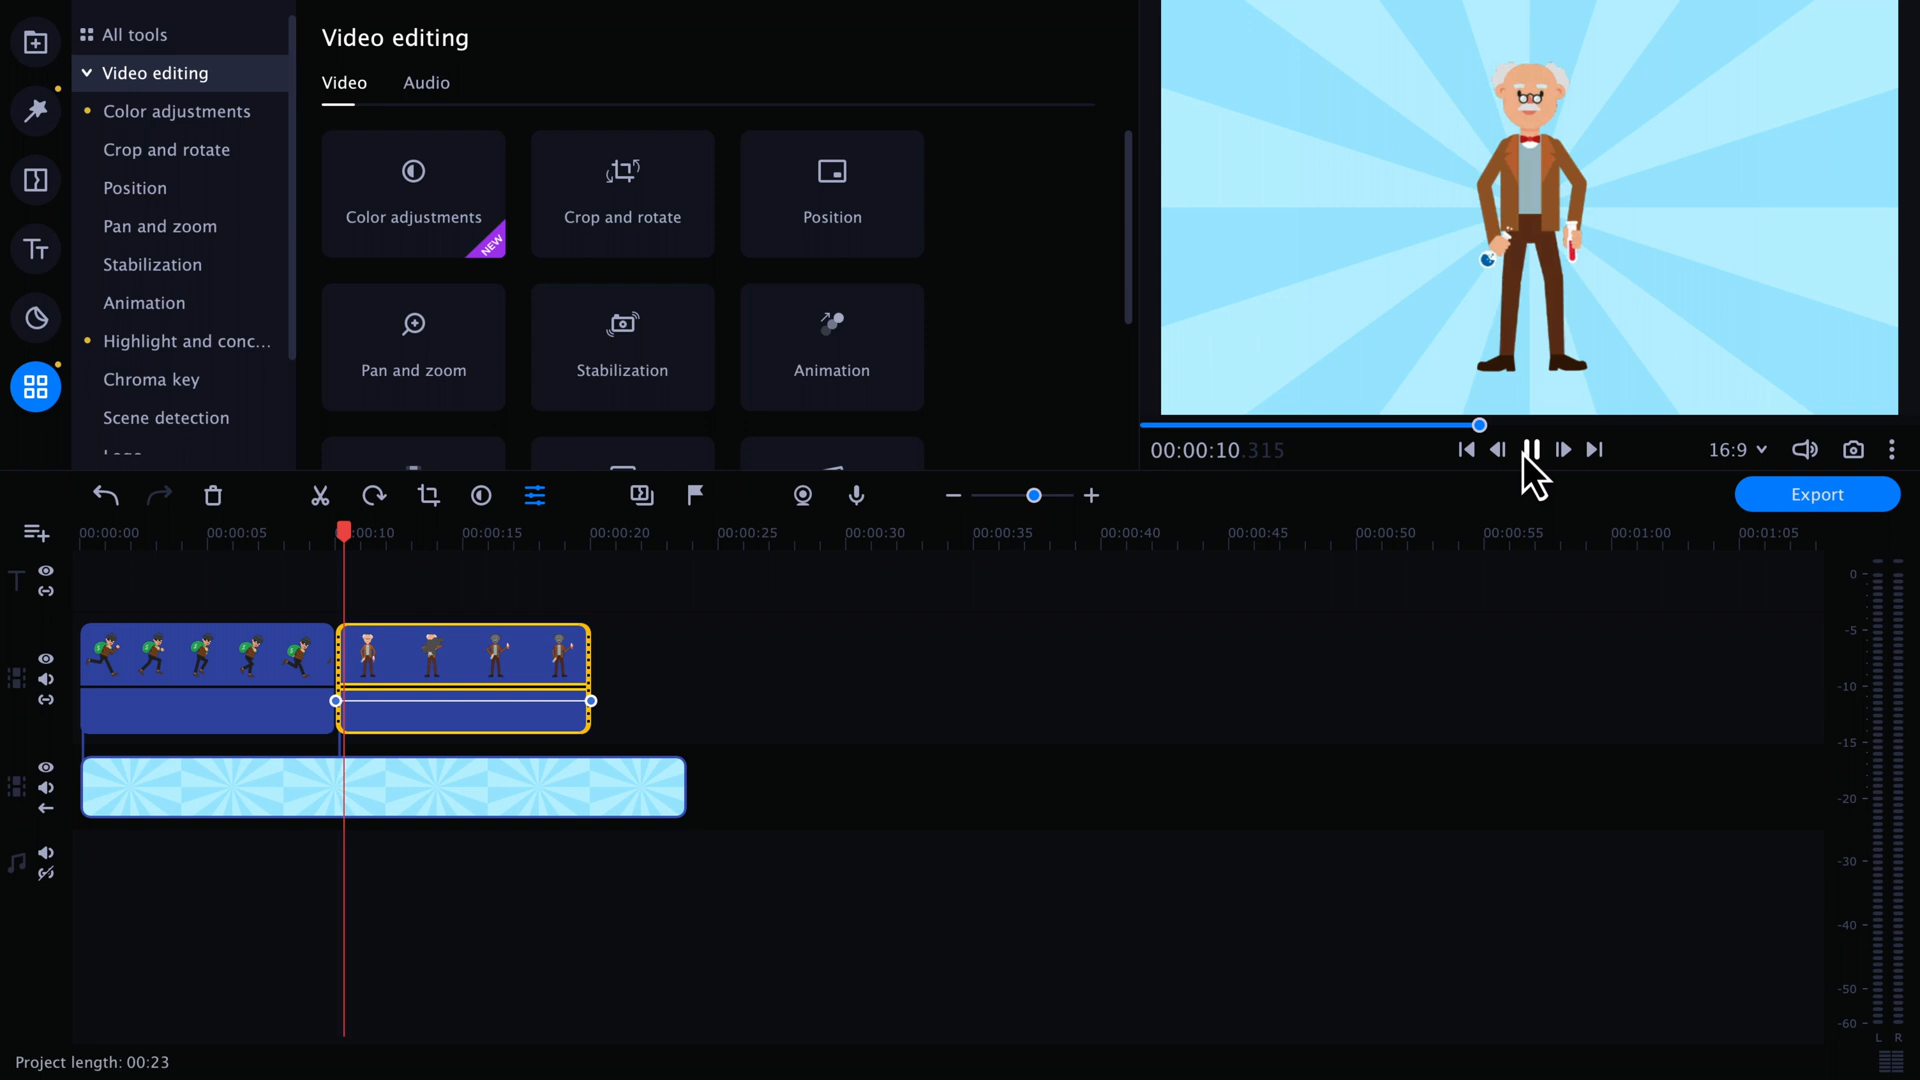 All tools
Video editing
Color adjustments
Crop and rotate
Position
Pan and zoom
Stabilization
Animation
Highlight and conc...
Chroma key
Scene detection
Video editing
Video Audio
Color adjustments
NEW
Crop and rotate
Position
Pan and zoom
Stabilization
Animation
00:00:10.315
16:9
Export
00:00:00 00:00:05 00:00:10 00:00:15 00:00:20 00:00:25 00:00:30 00:00:35 00:00:40 00:00:45 00:00:50 00:00:55 00:01:00 00:01:05
0
-5
-10
-15
-20
-30
-40
-50
-60
L R
Project length: 00:23